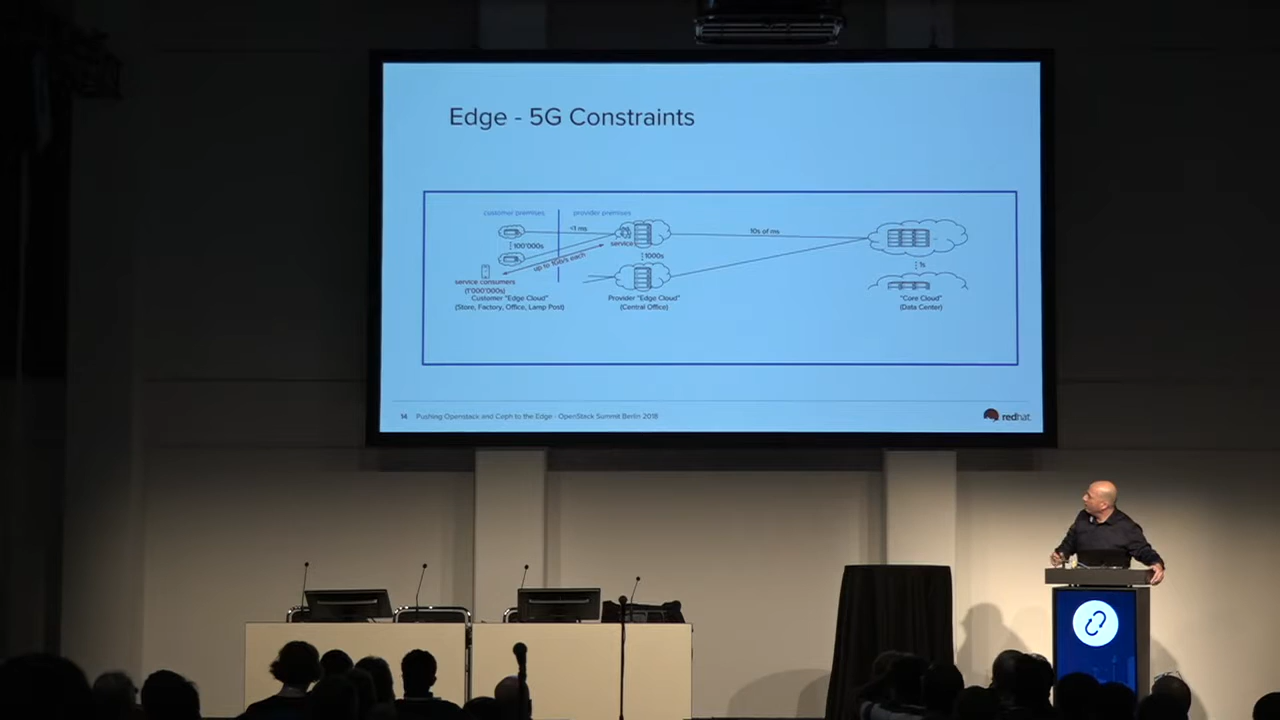 Edge - 5G Constraints
customer premises
provider premises
<1 ms
10s of ms
100'000s
service
up to 1Gb/s each
1000s
1s
service consumers
(1'000'000s)
Customer "Edge Cloud"
(Store, Factory, Office, Lamp Post)
Provider "Edge Cloud"
(Central Office)
"Core Cloud"
(Data Center)
14 Pushing Openstack and Ceph to the Edge - OpenStack Summit Berlin 2018
redhat.